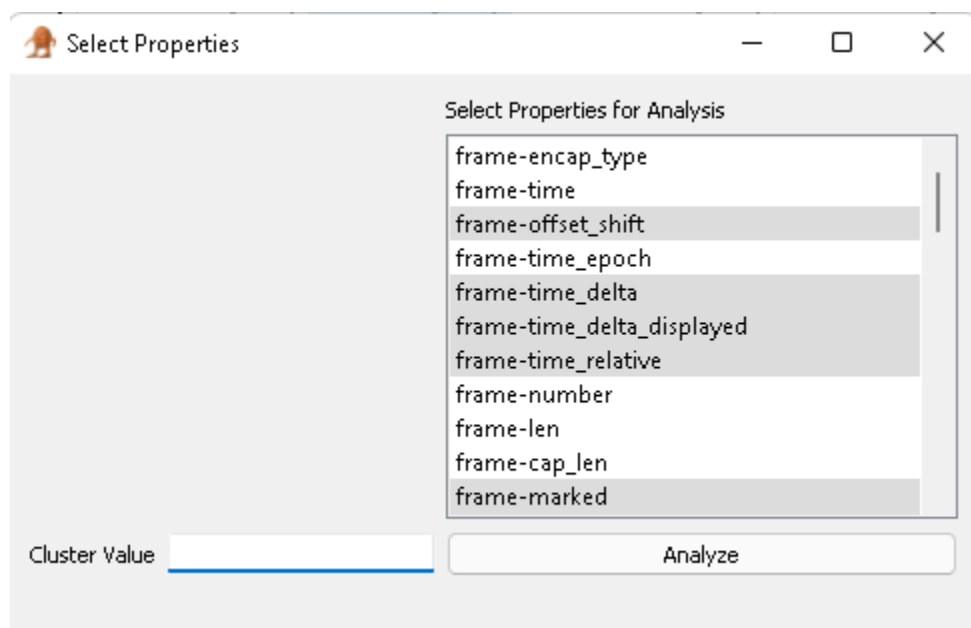 Select Properties
Select Properties for Analysis
frame-encap_type
frame-time
frame-offset_shift
frame-time_epoch
frame-time_delta
frame-time_delta_displayed
frame-time_relative
frame-number
frame-len
frame-cap_len
frame-marked
Cluster Value
Analyze